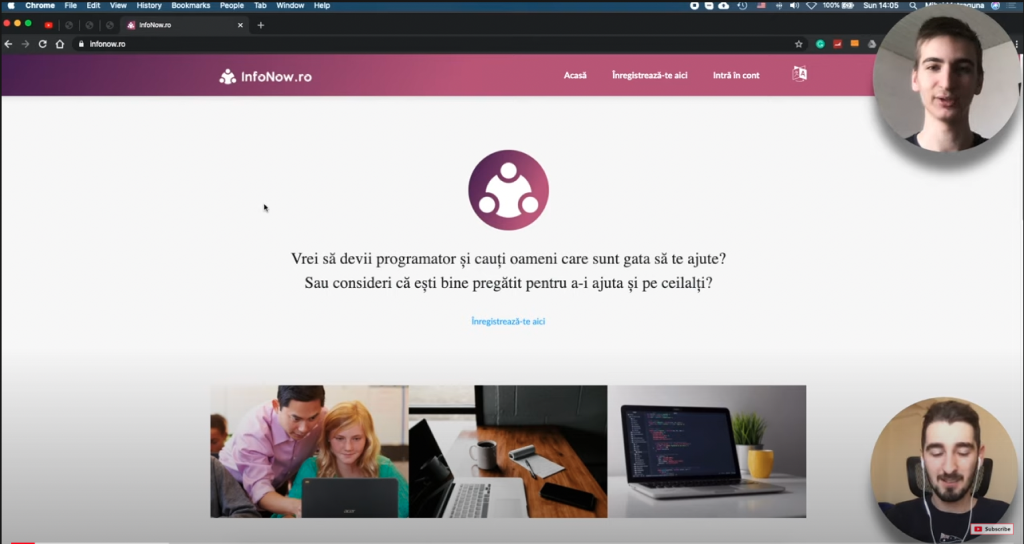 Chrome File Edit View History Bookmarks People Tab Window Help
100%
Sun 14:05
InfoNow.ro
infonow.ro
InfoNow.ro
Acasă
Înregistrează-te aici
Intră în cont
A
Vrei să devii programator și cauți oameni care sunt gata să te ajute?
Sau consideri că ești bine pregătit pentru a-i ajuta și pe ceilalți?
Înregistrează-te aici
acer
Subscribe